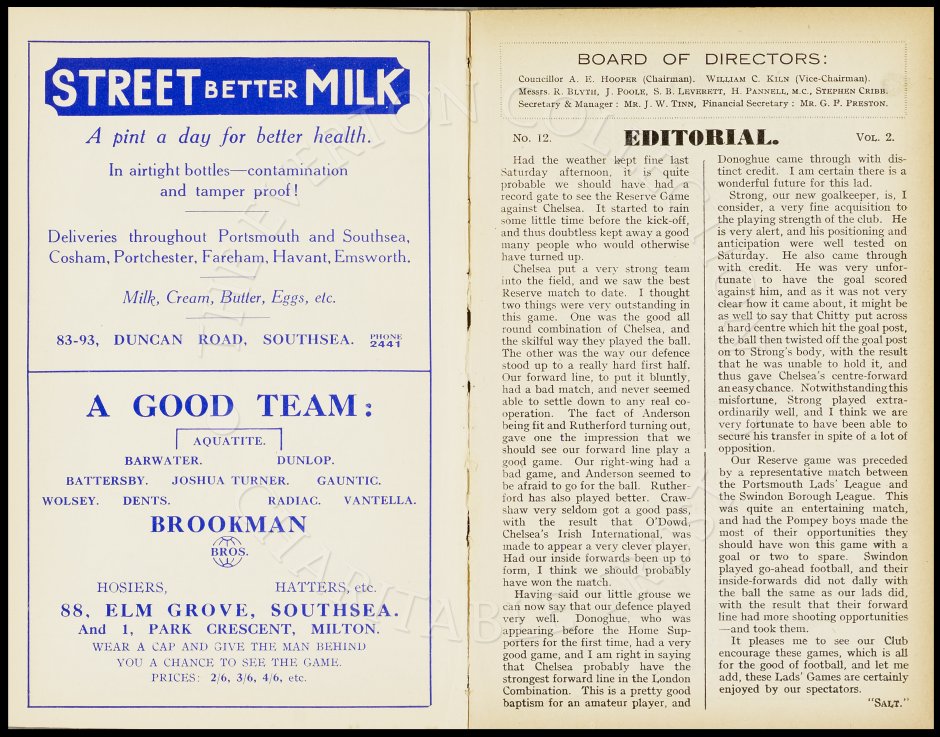 STREET BETTER MILK
A pint a day for better health.
In airtight bottles—contamination
and tamper proof!
Deliveries throughout Portsmouth and Southsea,
Cosham, Portchester, Fareham, Havant, Emsworth.
Milk, Cream, Butter, Eggs, etc.
83-93, DUNCAN ROAD, SOUTHSEA. PHONE 2441
A GOOD TEAM:
AQUATITE.
BARWATER. DUNLOP.
BATTERSBY. JOSHUA TURNER. GAUNTIC.
WOLSEY. DENTS. RADIAC. VANTELLA.
BROOKMAN
BROS.
HOSIERS, HATTERS, etc.
88, ELM GROVE, SOUTHSEA.
And 1, PARK CRESCENT, MILTON.
WEAR A CAP AND GIVE THE MAN BEHIND
YOU A CHANCE TO SEE THE GAME.
PRICES: 2/6, 3/6, 4/6, etc.
BOARD OF DIRECTORS:
Councillor A. E. HOOPER (Chairman). WILLIAM C. KILN (Vice-Chairman).
Messrs. R. BLYTH, J. POOLE, S. B. LEVERETT, H. PANNELL, M.C., STEPHEN CRIBB.
Secretary & Manager: MR. J. W. TINN, Financial Secretary: MR. G. P. PRESTON.
No. 12. EDITORIAL. VOL. 2.
Had the weather kept fine last
Saturday afternoon, it is quite
probable we should have had a
record gate to see the Reserve Game
against Chelsea. It started to rain
some little time before the kick-off,
and thus doubtless kept away a good
many people who would otherwise
have turned up.
Chelsea put a very strong team
into the field, and we saw the best
Reserve match to date. I thought
two things were very outstanding in
this game. One was the good all
round combination of Chelsea, and
the skilful way they played the ball.
The other was the way our defence
stood up to a really hard first half.
Our forward line, to put it bluntly,
had a bad match, and never seemed
able to settle down to any real co-
operation. The fact of Anderson
being fit and Rutherford turning out,
gave one the impression that we
should see our forward line play a
good game. Our right-wing had a
bad game, and Anderson seemed to
be afraid to go for the ball. Ruther-
ford has also played better. Craw-
shaw very seldom got a good pass,
with the result that O'Dowd,
Chelsea's Irish International, was
made to appear a very clever player.
Had our inside forwards been up to
form, I think we should probably
have won the match.
Having said our little grouse we
can now say that our defence played
very well. Donoghue, who was
appearing before the Home Sup-
porters for the first time, had a very
good game, and I am right in saying
that Chelsea probably have the
strongest forward line in the London
Combination. This is a pretty good
baptism for an amateur player, and
Donoghue came through with dis-
tinct credit. I am certain there is a
wonderful future for this lad.
Strong, our new goalkeeper, is, I
consider, a very fine acquisition to
the playing strength of the club. He
is very alert, and his positioning and
anticipation were well tested on
Saturday. He also came through
with credit. He was very unfor-
tunate to have the goal scored
against him, and as it was not very
clear how it came about, it might be
as well to say that Chitty put across
a hard centre which hit the goal post,
the ball then twisted off the goal post
on to Strong's body, with the result
that he was unable to hold it, and
thus gave Chelsea's centre-forward
an easy chance. Notwithstanding this
misfortune, Strong played extra-
ordinarily well, and I think we are
very fortunate to have been able to
secure his transfer in spite of a lot of
opposition.
Our Reserve game was preceded
by a representative match between
the Portsmouth Lads' League and
the Swindon Borough League. This
was quite an entertaining match,
and had the Pompey boys made the
most of their opportunities they
should have won this game with a
goal or two to spare. Swindon
played go-ahead football, and their
inside-forwards did not dally with
the ball the same as our lads did,
with the result that their forward
line had more shooting opportunities
—and took them.
It pleases me to see our Club
encourage these games, which is all
for the good of football, and let me
add, these Lads' Games are certainly
enjoyed by our spectators.
"SALT."
© THE EVERTON COLLECTION
CHARITABLE TRUST